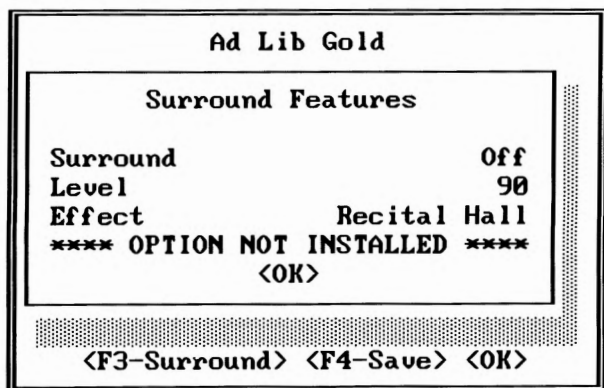 Ad Lib Gold
Surround Features
Surround Off
Level 90
Effect Recital Hall
**** OPTION NOT INSTALLED ****
<OK>
<F3-Surround> <F4-Save> <OK>